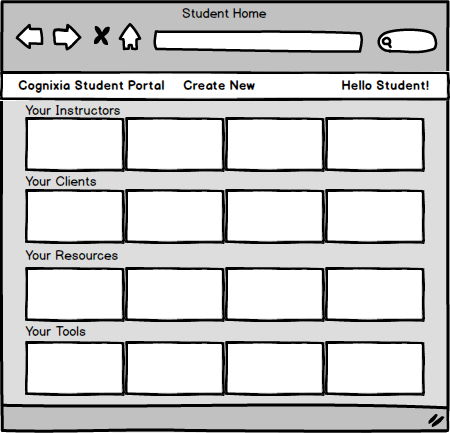 Student Home
Cognixia Student Portal Create New Hello Student!
Your Instructors
Your Clients
Your Resources
Your Tools